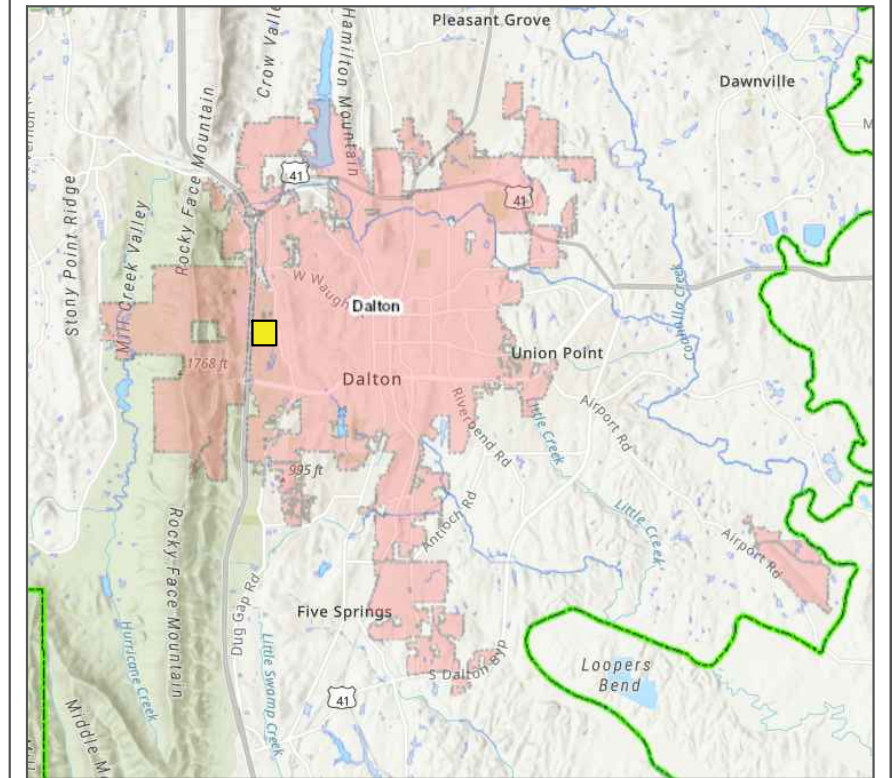 Pleasant Grove
Crow Valle
Hamilton Mountain
Dawnville
M
41
41
Rocky Face Mountain
Stony Point Ridge
Mill Creek Valley
W Waugh
Dalton
Coahulla Creek
1768 ft
Union Point
Dalton
Riverbend Rd
Little Creek
Airport Rd
995 ft
Antioch Rd
Little Creek
Airport Rd
Rocky Face Mountain
Dug Gap Rd
Five Springs
Hurricane Creek
Little Swamp Creek
S Dalton Byp
Loopers
Bend
41
Middle Mo